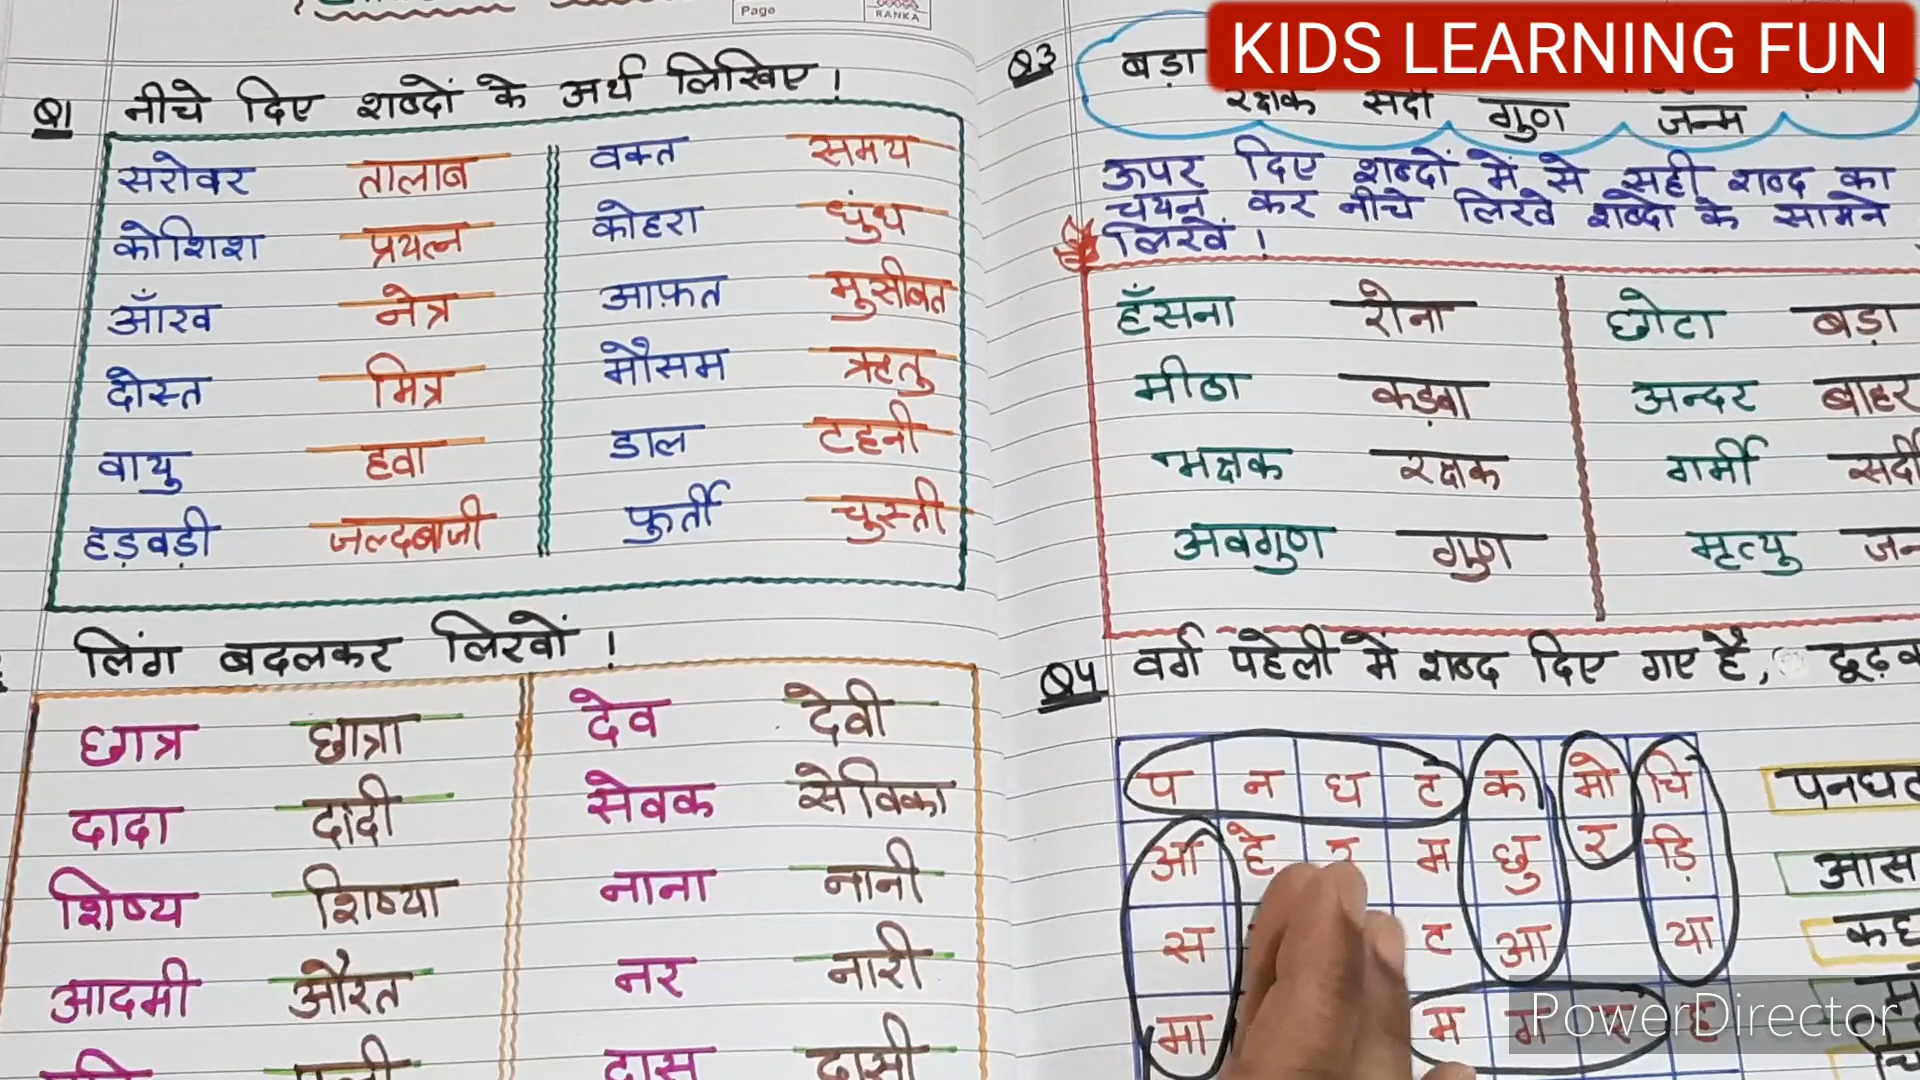 Page
RANKA
KIDS LEARNING FUN
Q1 नीचे दिए शब्दों के अर्थ लिखिए।
सरोवर तालाब वक्त समय
कोशिश प्रयत्न कोहरा धुंध
आँख नेत्र आफ़त मुसीबत
दोस्त मित्र मौसम ऋतु
वायु हवा डाल टहनी
हड़वड़ी जल्दबाजी फुर्ती चुस्ती
लिंग बदलकर लिखों।
छात्र छात्रा देव देवी
दादा दादी सेवक सेविका
शिष्य शिष्या नाना नानी
आदमी औरत नर नारी
दास दासी
Q3 बड़ा
रक्षक सर्दी गुण जन्म
ऊपर दिए शब्दों में से सही शब्द का
चयन कर नीचे लिखे शब्दो के सामने
लिखें।
हँसना रोना छोटा बड़ा
मीठा कड़वा अन्दर बाहर
भक्षक रक्षक गर्मी सर्दी
अवगुण गुण मृत्यु जन
Q4 वर्ग पहेली में शब्द दिए गए है, ढूढ़क
प न घ ट क मो चि पनघट
आ हे र म छु र ड़ि आस
स ट आ या कछ
मा म ग र ह
PowerDirector